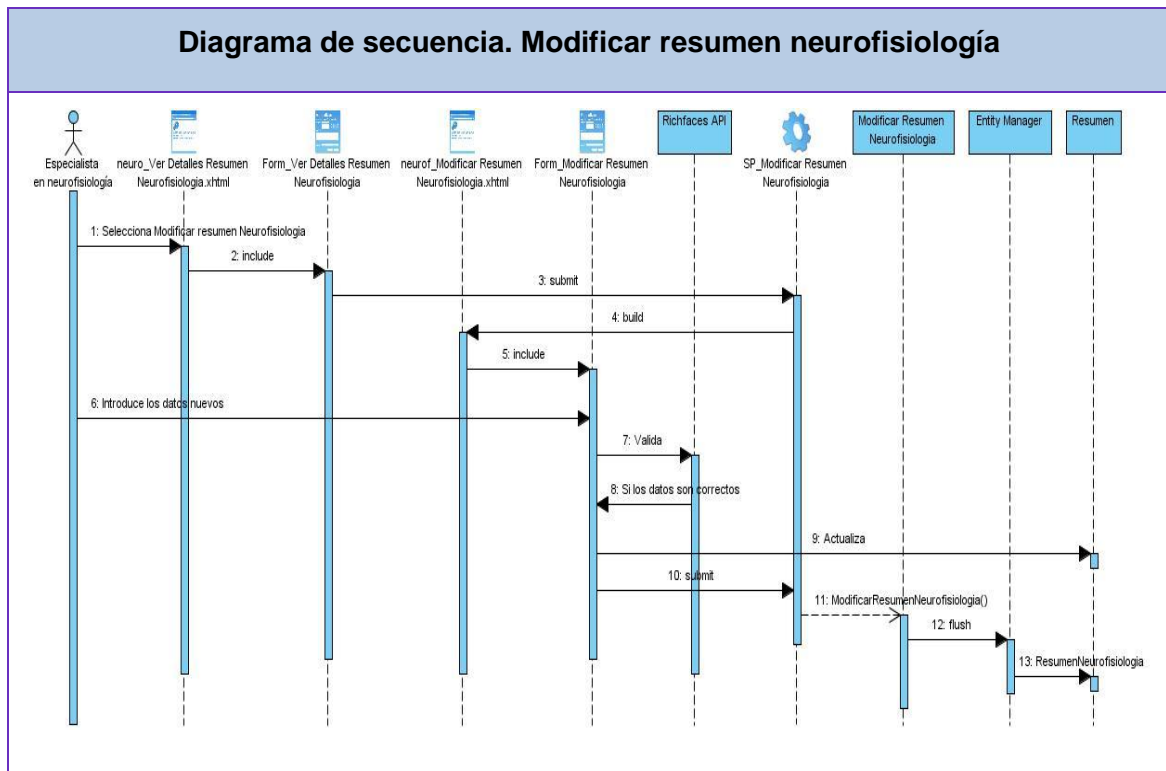 Diagrama de secuencia. Modificar resumen neurofisiología
Especialista
en neurofisiología
neuro_Ver Detalles Resumen
Neurofisiologia.xhtml
Form_Ver Detalles Resumen
Neurofisiologia
neurof_Modificar Resumen
Neurofisiologia.xhtml
Form_Modificar Resumen
Neurofisiologia
Richfaces API
SP_Modificar Resumen
Neurofisiologia
Modificar Resumen
Neurofisiologia
Entity Manager
Resumen
1: Selecciona Modificar resumen Neurofisiologia
2: include
3: submit
4: build
5: include
6: Introduce los datos nuevos
7: Valida
8: Si los datos son correctos
9: Actualiza
10: submit
11: ModificarResumenNeurofisiologia()
12: flush
13: ResumenNeurofisiologia